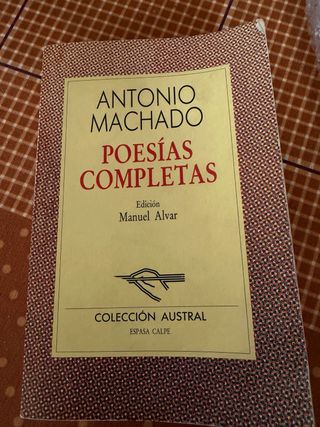 ANTONIO
MACHADO
POESÍAS
COMPLETAS
Edición
Manuel Alvar
COLECCIÓN AUSTRAL
ESPASA CALPE